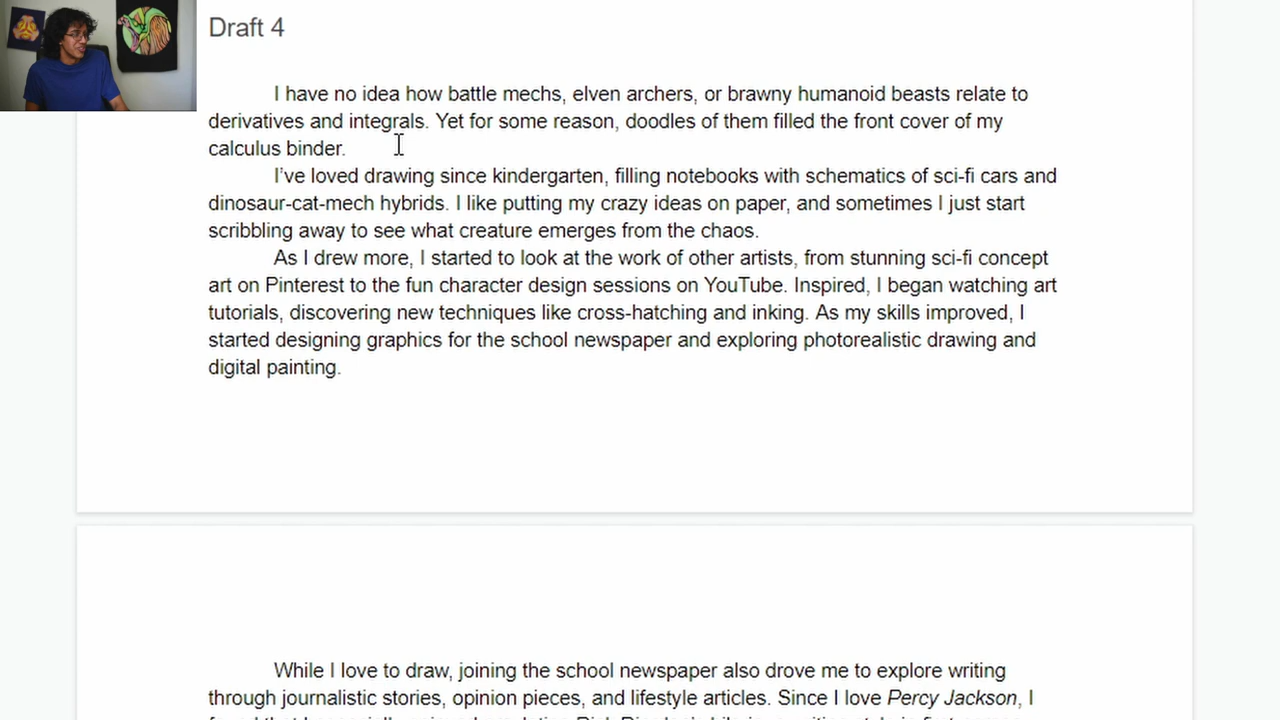 Draft 4
I have no idea how battle mechs, elven archers, or brawny humanoid beasts relate to
derivatives and integrals. Yet for some reason, doodles of them filled the front cover of my
calculus binder.
I've loved drawing since kindergarten, filling notebooks with schematics of sci-fi cars and
dinosaur-cat-mech hybrids. I like putting my crazy ideas on paper, and sometimes I just start
scribbling away to see what creature emerges from the chaos.
As I drew more, I started to look at the work of other artists, from stunning sci-fi concept
art on Pinterest to the fun character design sessions on YouTube. Inspired, I began watching art
tutorials, discovering new techniques like cross-hatching and inking. As my skills improved, I
started designing graphics for the school newspaper and exploring photorealistic drawing and
digital painting.
While I love to draw, joining the school newspaper also drove me to explore writing
through journalistic stories, opinion pieces, and lifestyle articles. Since I love Percy Jackson, I